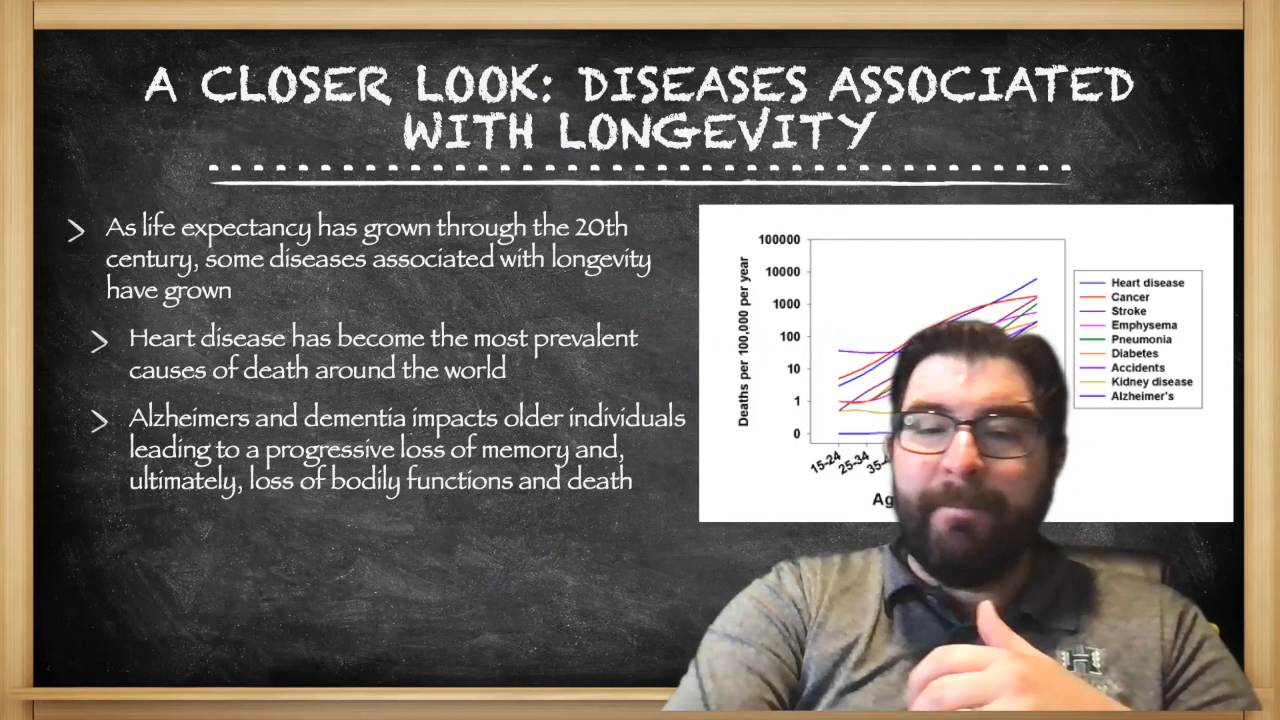 A CLOSER LOOK: DISEASES ASSOCIATED
WITH LONGEVITY
As life expectancy has grown through the 20th
century, some diseases associated with longevity
have grown
Heart disease has become the most prevalent
causes of death around the world
Alzheimers and dementia impacts older individuals
leading to a progressive loss of memory and,
ultimately, loss of bodily functions and death
Deaths per 100,000 per year
100000
10000
1000
100
10
1
0
15-24
25-34
Heart disease
Cancer
Stroke
Emphysema
Pneumonia
Diabetes
Accidents
Kidney disease
Alzheimer's